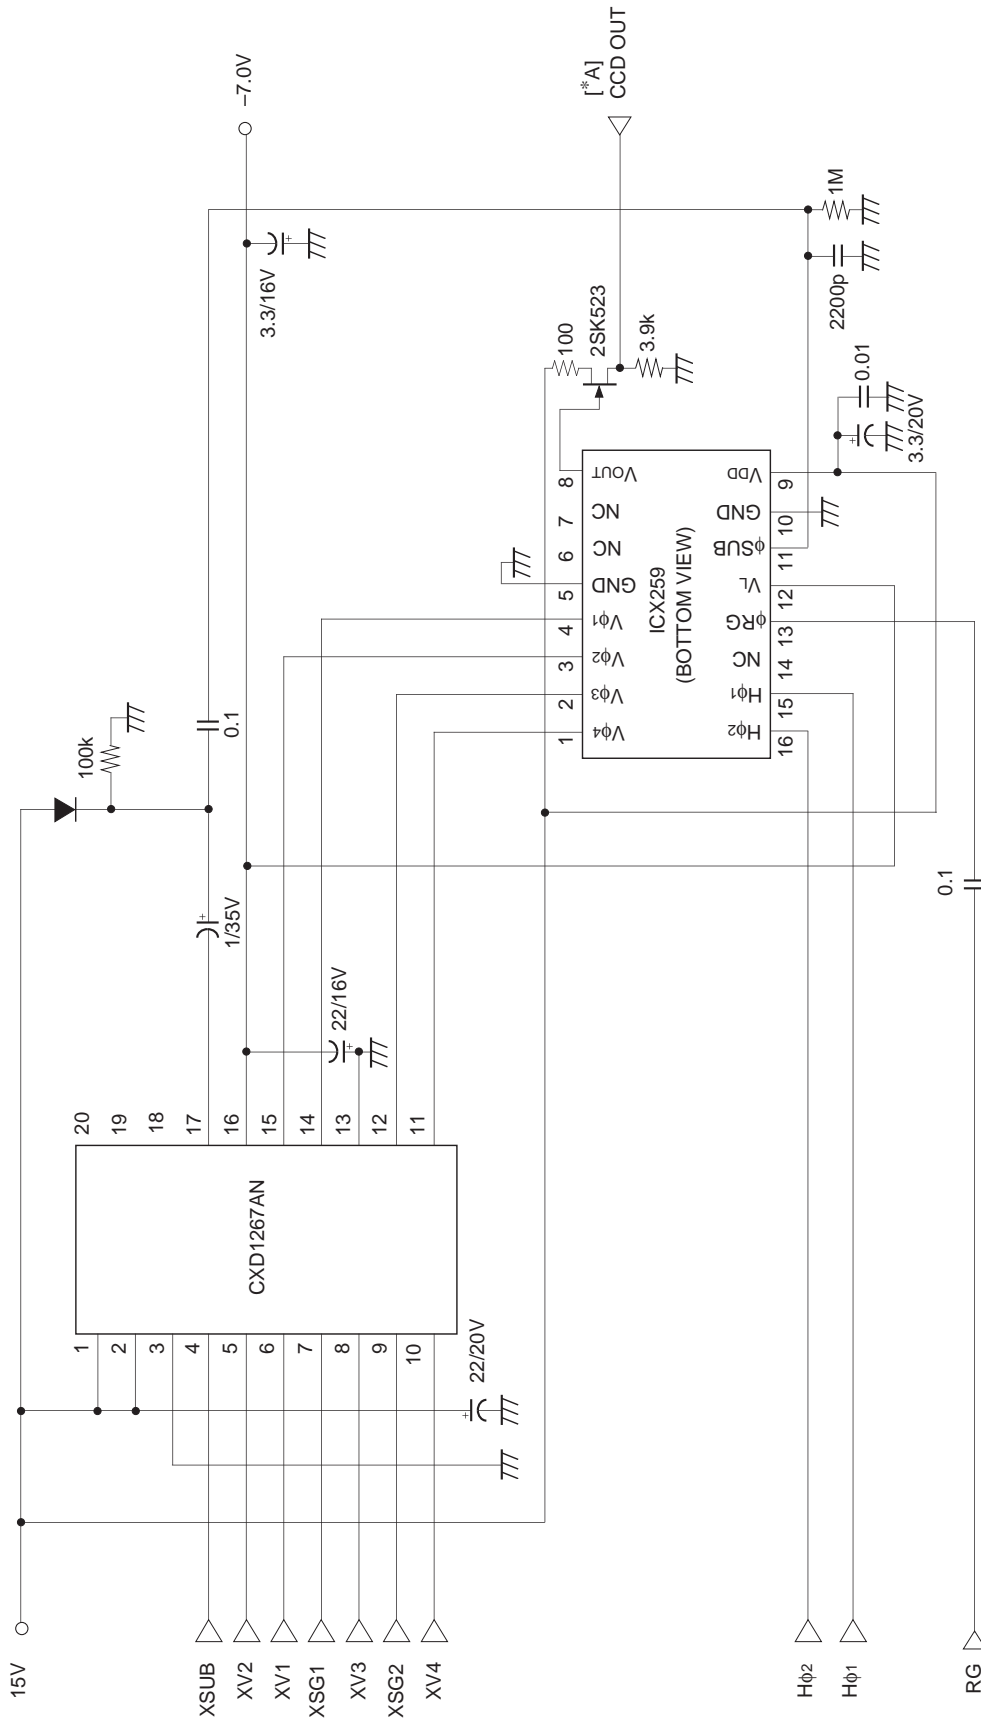 15V
XSUB
XV2
XV1
XSG1
XV3
XSG2
XV4
Hϕ2
Hϕ1
RG
1
2
3
4
5
6
7
8
9
10
22/20V
CXD1267AN
20
19
18
17
16
15
14
13
12
11
22/16V
1/35V
100k
0.1
3.3/16V
–7.0V
[*A]
CCD OUT
1
2
3
4
5
6
7
8
Vϕ4
Vϕ3
Vϕ2
Vϕ1
GND
NC
NC
VOUT
ICX259
(BOTTOM VIEW)
Hϕ2
Hϕ1
NC
ϕRG
VL
ϕSUB
GND
VDD
16
15
14
13
12
11
10
9
100
2SK523
3.9k
3.3/20V
0.01
2200p
1M
0.1